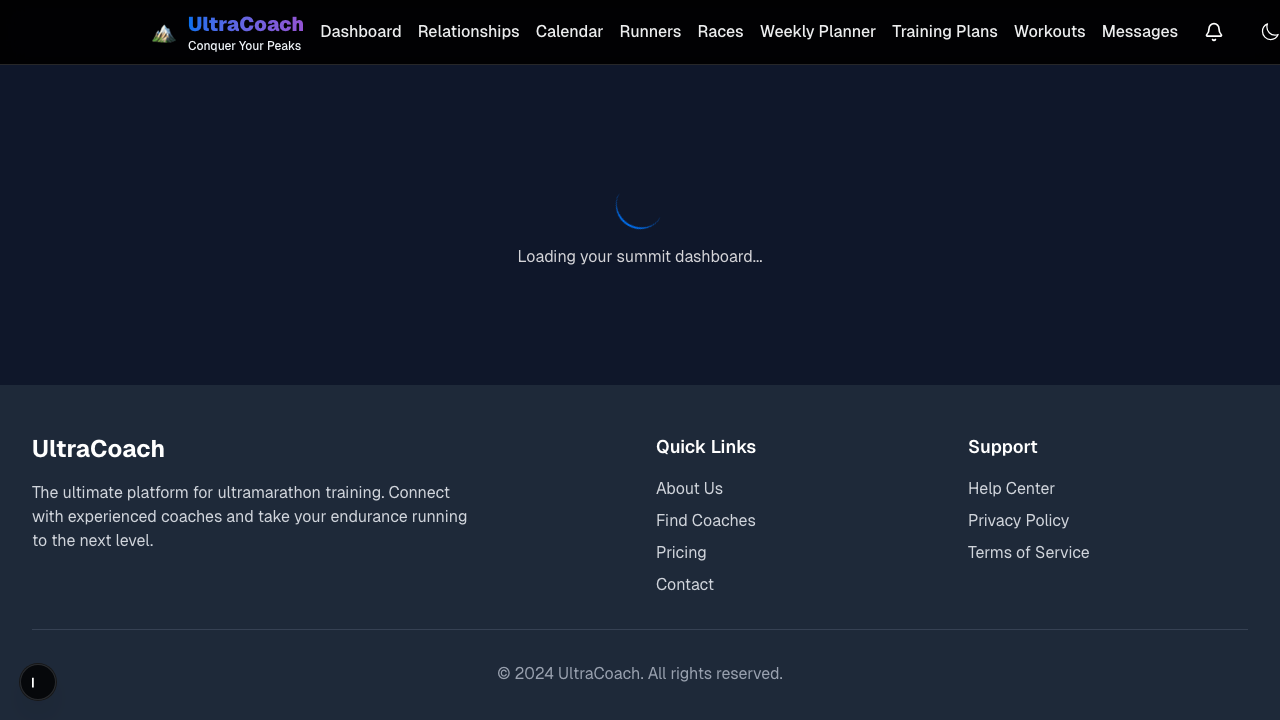 UltraCoach
Conquer Your Peaks
Dashboard
Relationships
Calendar
Runners
Races
Weekly Planner
Training Plans
Workouts
Messages
Loading your summit dashboard...
UltraCoach
The ultimate platform for ultramarathon training. Connect
with experienced coaches and take your endurance running
to the next level.
Quick Links
About Us
Find Coaches
Pricing
Contact
Support
Help Center
Privacy Policy
Terms of Service
© 2024 UltraCoach. All rights reserved.